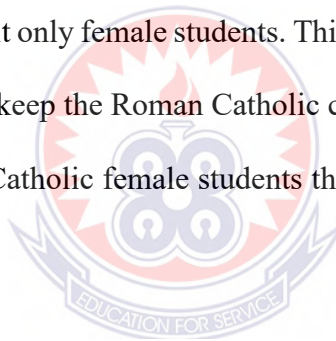 t only female students. Thi
keep the Roman Catholic c
Catholic female students th
EDUCATION FOR SERVICE